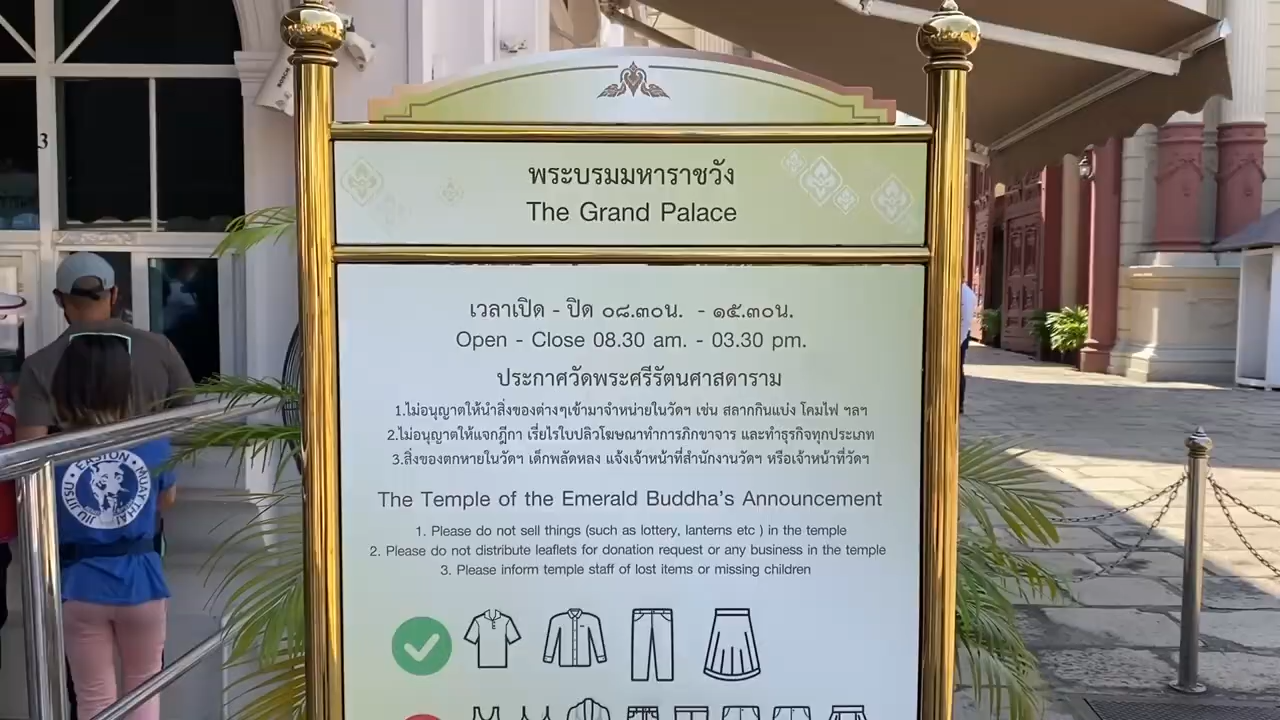 3
พระบรมมหาราชวัง
The Grand Palace
เวลาเปิด - ปิด ๐๘.๓๐น. - ๑๕.๓๐น.
Open - Close 08.30 am. - 03.30 pm.
ประกาศวัดพระศรีรัตนศาสดาราม
1.ไม่อนุญาตให้นำสิ่งของต่างๆเข้ามาจำหน่ายในวัดฯ เช่น สลากกินแบ่ง โคมไฟ ฯลฯ
2.ไม่อนุญาตให้แจกฎีกา เรี่ยไรใบปลิวโฆษณาทำการภิกขาจาร และทำธุรกิจทุกประเภท
3.สิ่งของตกหายในวัดฯ เด็กพลัดหลง แจ้งเจ้าหน้าที่สำนักงานวัดฯ หรือเจ้าหน้าที่วัดฯ
The Temple of the Emerald Buddha's Announcement
1. Please do not sell things (such as lottery, lanterns etc ) in the temple
2. Please do not distribute leaflets for donation request or any business in the temple
3. Please inform temple staff of lost items or missing children
EASTON · MUAY THAI
JIU JITSU